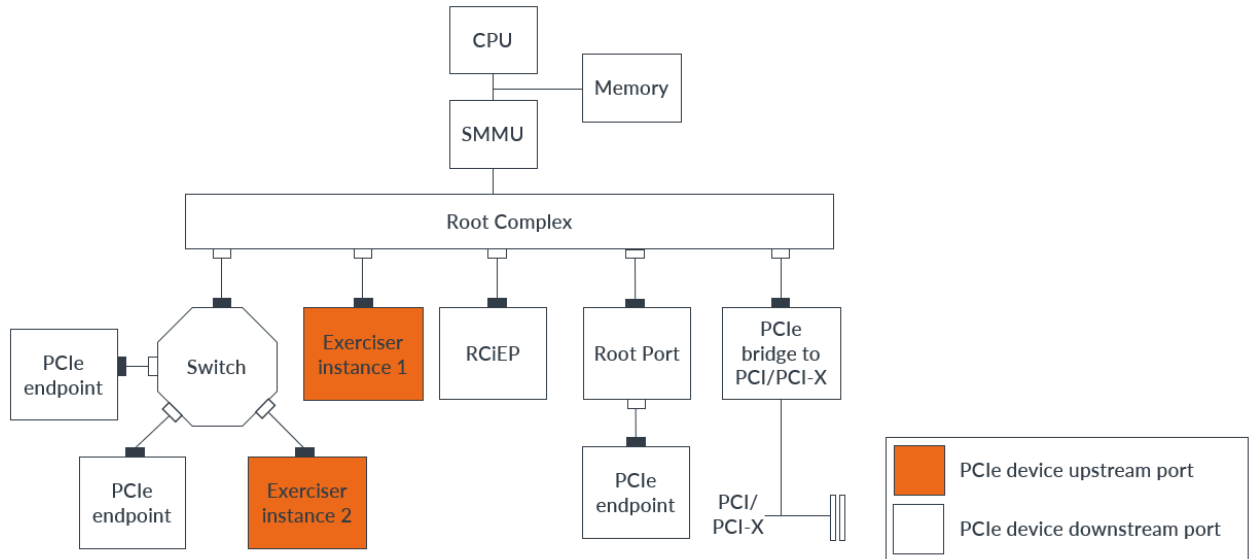 CPU
Memory
SMMU
Root Complex
PCIe
endpoint
Switch
Exerciser
instance 1
RCiEP
Root Port
PCIe
bridge to
PCI/PCI-X
PCIe
endpoint
Exerciser
instance 2
PCIe
endpoint
PCI/
PCI-X
PCIe device upstream port
PCIe device downstream port